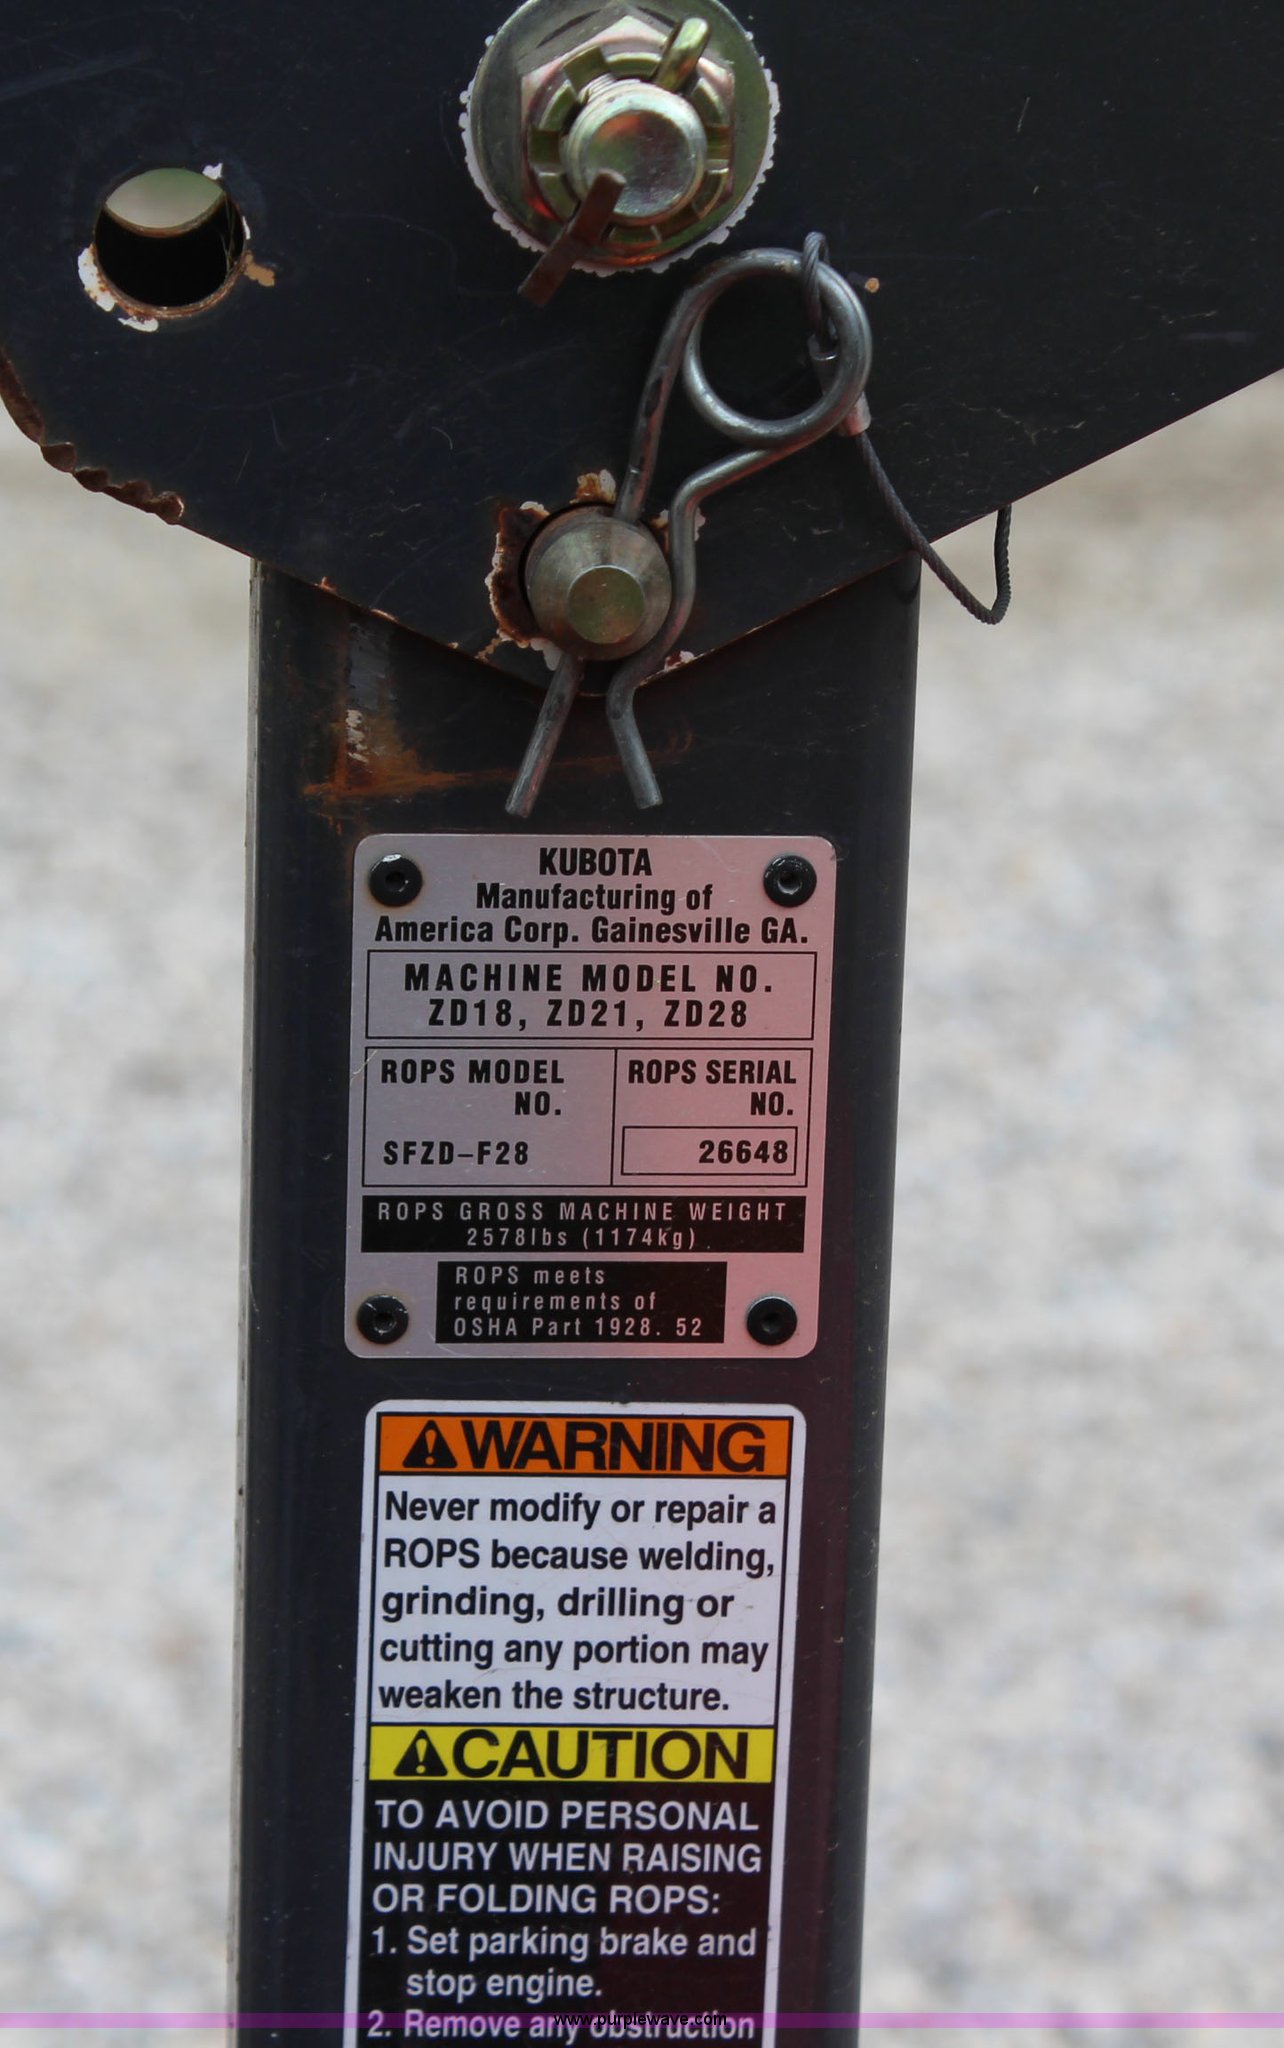 KUBOTA
Manufacturing of
America Corp. Gainesville GA.
MACHINE MODEL NO.
ZD18, ZD21, ZD28
ROPS MODEL
NO.
SFZD-F28
ROPS SERIAL
NO.
26648
ROPS GROSS MACHINE WEIGHT
2578lbs (1174kg)
ROPS meets
requirements of
OSHA Part 1928. 52
WARNING
Never modify or repair a
ROPS because welding,
grinding, drilling or
cutting any portion may
weaken the structure.
CAUTION
TO AVOID PERSONAL
INJURY WHEN RAISING
OR FOLDING ROPS:
1. Set parking brake and
stop engine.
2. Remove any obstruction
www.purplewave.com